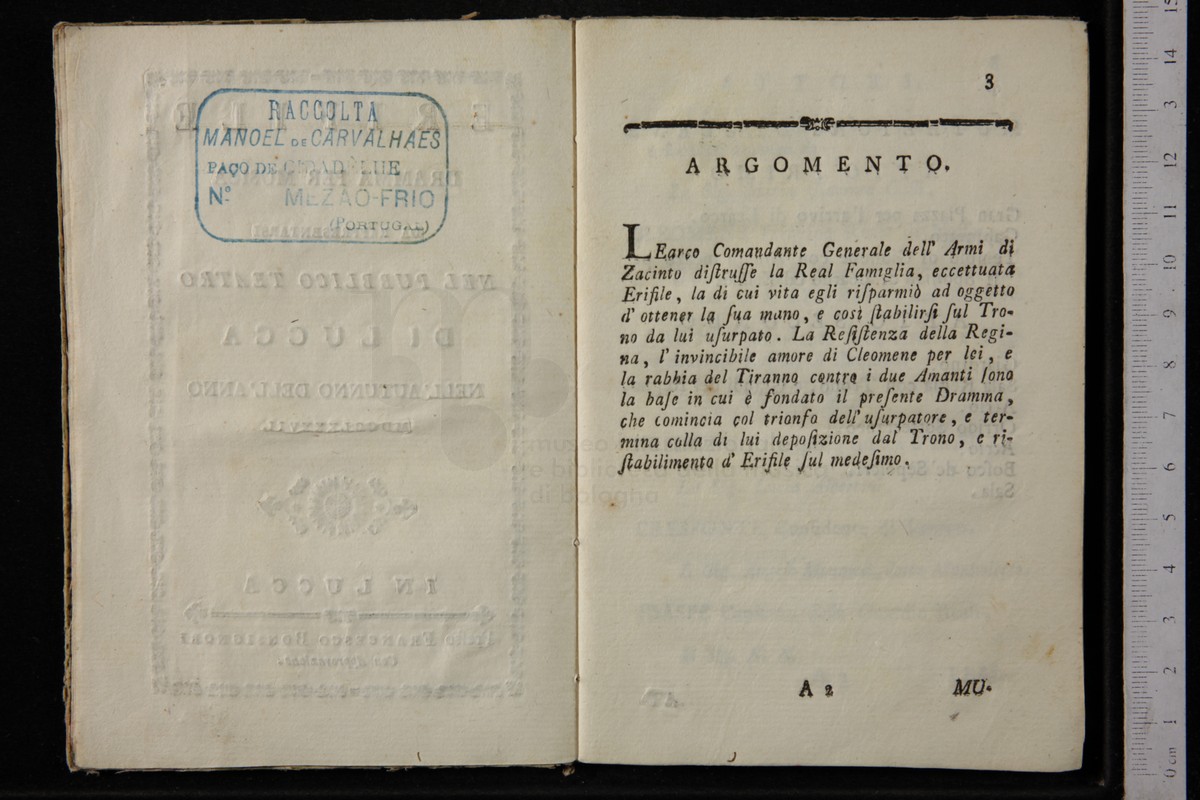 RACCOLTA
MANOEL DE CARVALHAES
PAÇO DE CIDADELHE
Nº MEZAO-FRIO
(PORTUGAL)
3
ARGOMENTO.
LEarco Comandante Generale dell' Armi di
Zacinto diſtruſſe la Real Famiglia, eccettuata
Erifile, la di cui vita egli riſparmiò ad oggetto
d' ottener la ſua mano, e così ſtabilirſi ſul Tro-
no da lui uſurpato. La Reſiſtenza della Regi-
na, l' invincibile amore di Cleomene per lei, e
la rabbia del Tiranno contro i due Amanti ſono
la baſe in cui è fondato il preſente Dramma,
che comincia col trionfo dell' uſurpatore, e ter-
mina colla di lui depoſizione dal Trono, e ri-
ſtabilimento d' Erifile ſul medeſimo.
A 2 MU-